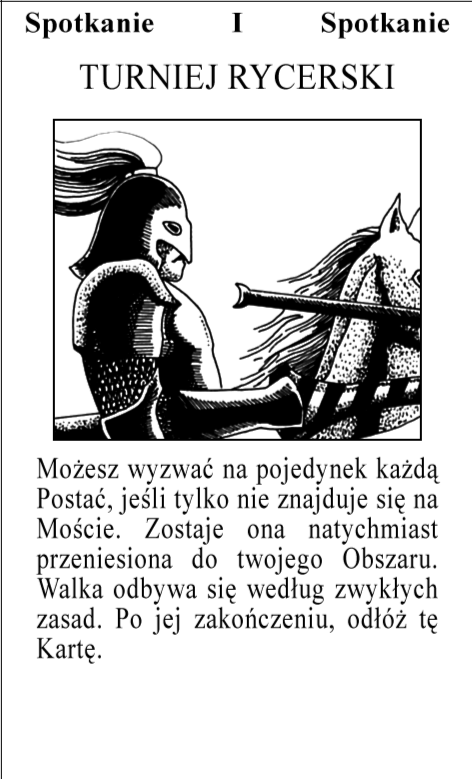 Spotkanie I Spotkanie
TURNIEJ RYCERSKI
Możesz wyzwać na pojedynek każdą
Postać, jeśli tylko nie znajduje się na
Moście. Zostaje ona natychmiast
przeniesiona do twojego Obszaru.
Walka odbywa się według zwykłych
zasad. Po jej zakończeniu, odłóż tę
Kartę.